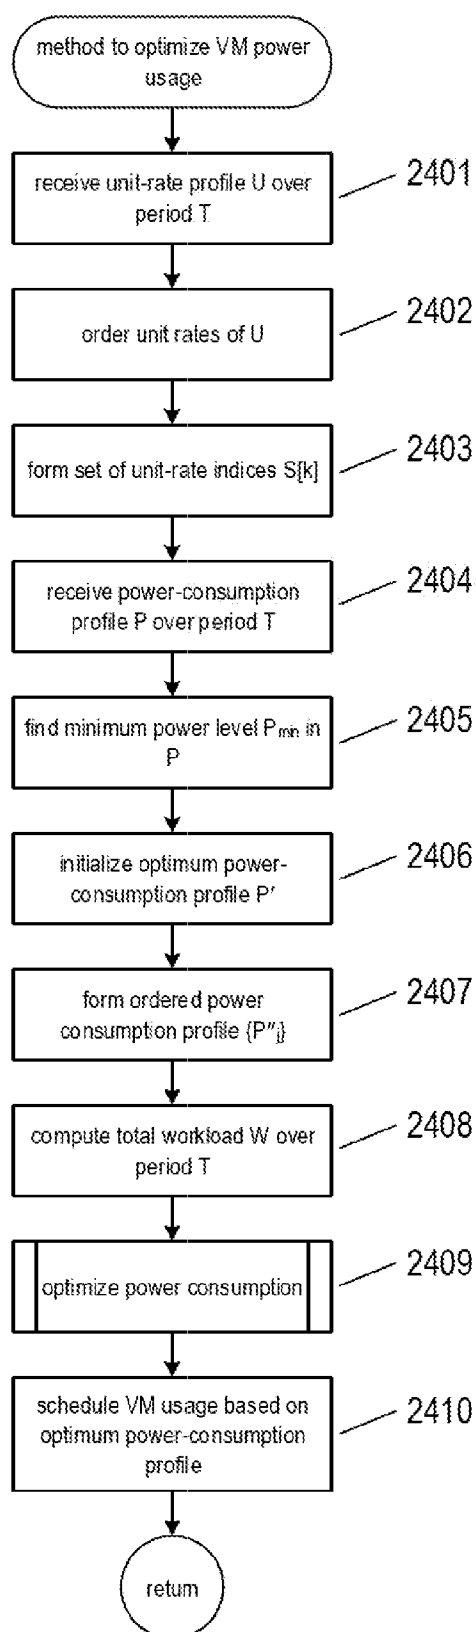 method to optimize VM power
usage
receive unit-rate profile U over
period T
2401
order unit rates of U
2402
form set of unit-rate indices S[k]
2403
receive power-consumption
profile P over period T
2404
find minimum power level Pmin in
P
2405
initialize optimum power-
consumption profile P'
2406
form ordered power
consumption profile {P"j}
2407
compute total workload W over
period T
2408
optimize power consumption
2409
schedule VM usage based on
optimum power-consumption
profile
2410
return